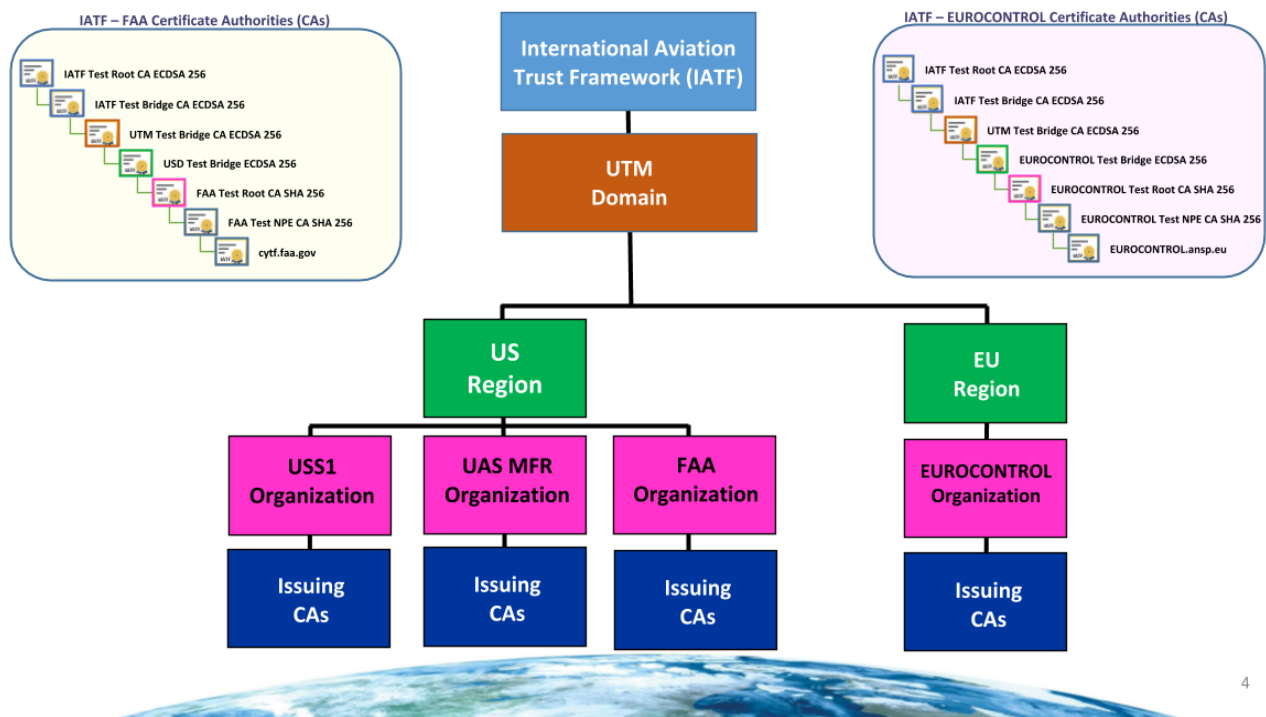 IATF – FAA Certificate Authorities (CAs)
IATF Test Root CA ECDSA 256
IATF Test Bridge CA ECDSA 256
UTM Test Bridge CA ECDSA 256
USD Test Bridge ECDSA 256
FAA Test Root CA SHA 256
FAA Test NPE CA SHA 256
cytf.faa.gov
International Aviation
Trust Framework (IATF)
UTM
Domain
IATF – EUROCONTROL Certificate Authorities (CAs)
IATF Test Root CA ECDSA 256
IATF Test Bridge CA ECDSA 256
UTM Test Bridge CA ECDSA 256
EUROCONTROL Test Bridge ECDSA 256
EUROCONTROL Test Root CA SHA 256
EUROCONTROL Test NPE CA SHA 256
EUROCONTROL.ansp.eu
US
Region
EU
Region
USS1
Organization
UAS MFR
Organization
FAA
Organization
EUROCONTROL
Organization
Issuing
CAs
Issuing
CAs
Issuing
CAs
Issuing
CAs
4